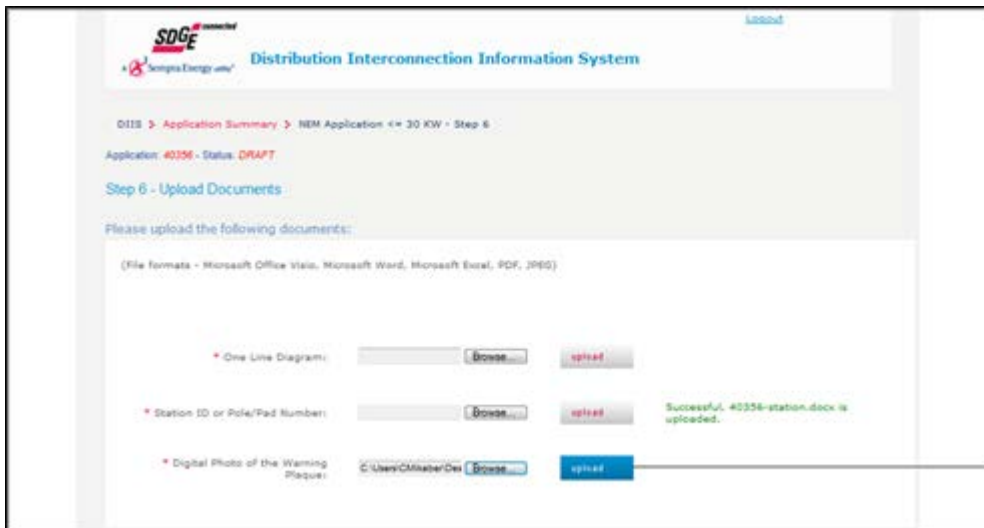 Logout
SDGE connected
A Sempra Energy utility
Distribution Interconnection Information System
DIIS > Application Summary > NEM Application <= 30 KW - Step 6
Application: 40356 - Status: DRAFT
Step 6 - Upload Documents
Please upload the following documents:
(File formats - Microsoft Office Visio, Microsoft Word, Microsoft Excel, PDF, JPEG)
* One Line Diagram: Browse... upload
* Station ID or Pole/Pad Number: Browse... upload Successful. 40356-station.docx is
uploaded.
* Digital Photo of the Warning
Plaque: Browse... upload